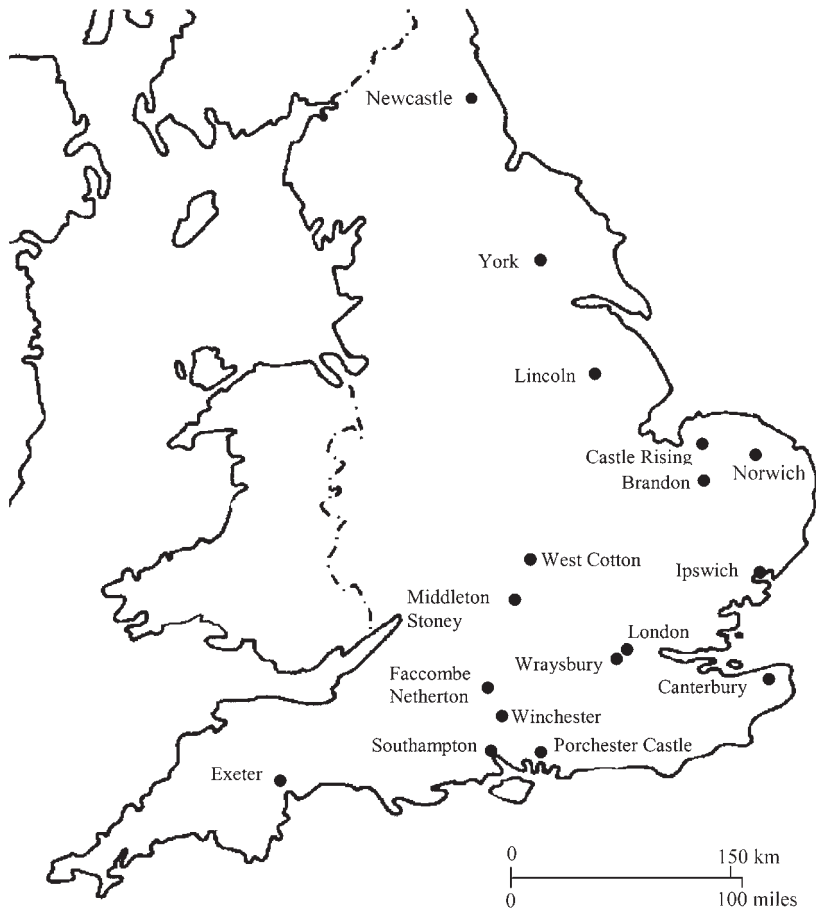 Newcastle
York
Lincoln
Castle Rising
Norwich
Brandon
West Cotton
Ipswich
Middleton
Stoney
London
Wraysbury
Faccombe
Netherton
Canterbury
Winchester
Southampton
Porchester Castle
Exeter
0
150 km
0
100 miles